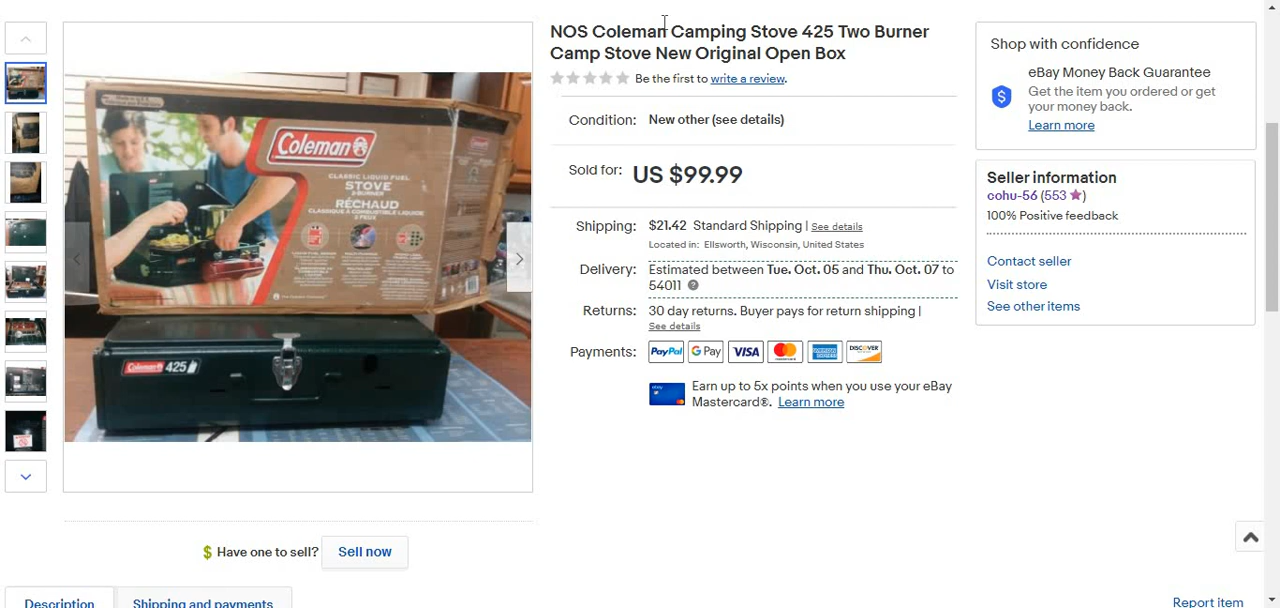 NOS Coleman Camping Stove 425 Two Burner
Camp Stove New Original Open Box
Be the first to write a review.
Condition: New other (see details)
Sold for: US $99.99
Shipping: $21.42 Standard Shipping | See details
Located in: Ellsworth, Wisconsin, United States
Delivery: Estimated between Tue. Oct. 05 and Thu. Oct. 07 to
54011
Returns: 30 day returns. Buyer pays for return shipping |
See details
Payments: PayPal G Pay VISA DISCOVER
Earn up to 5x points when you use your eBay
Mastercard®. Learn more
Coleman
CLASSIC LIQUID FUEL
STOVE
2 BURNER
RÉCHAUD
CLASSIQUE À COMBUSTIBLE LIQUIDE
2 FEUX
Coleman 425
$ Have one to sell? Sell now
Description Shipping and payments
Shop with confidence
eBay Money Back Guarantee
Get the item you ordered or get
your money back.
Learn more
Seller information
cohu-56 (553 ★)
100% Positive feedback
Contact seller
Visit store
See other items
Report item